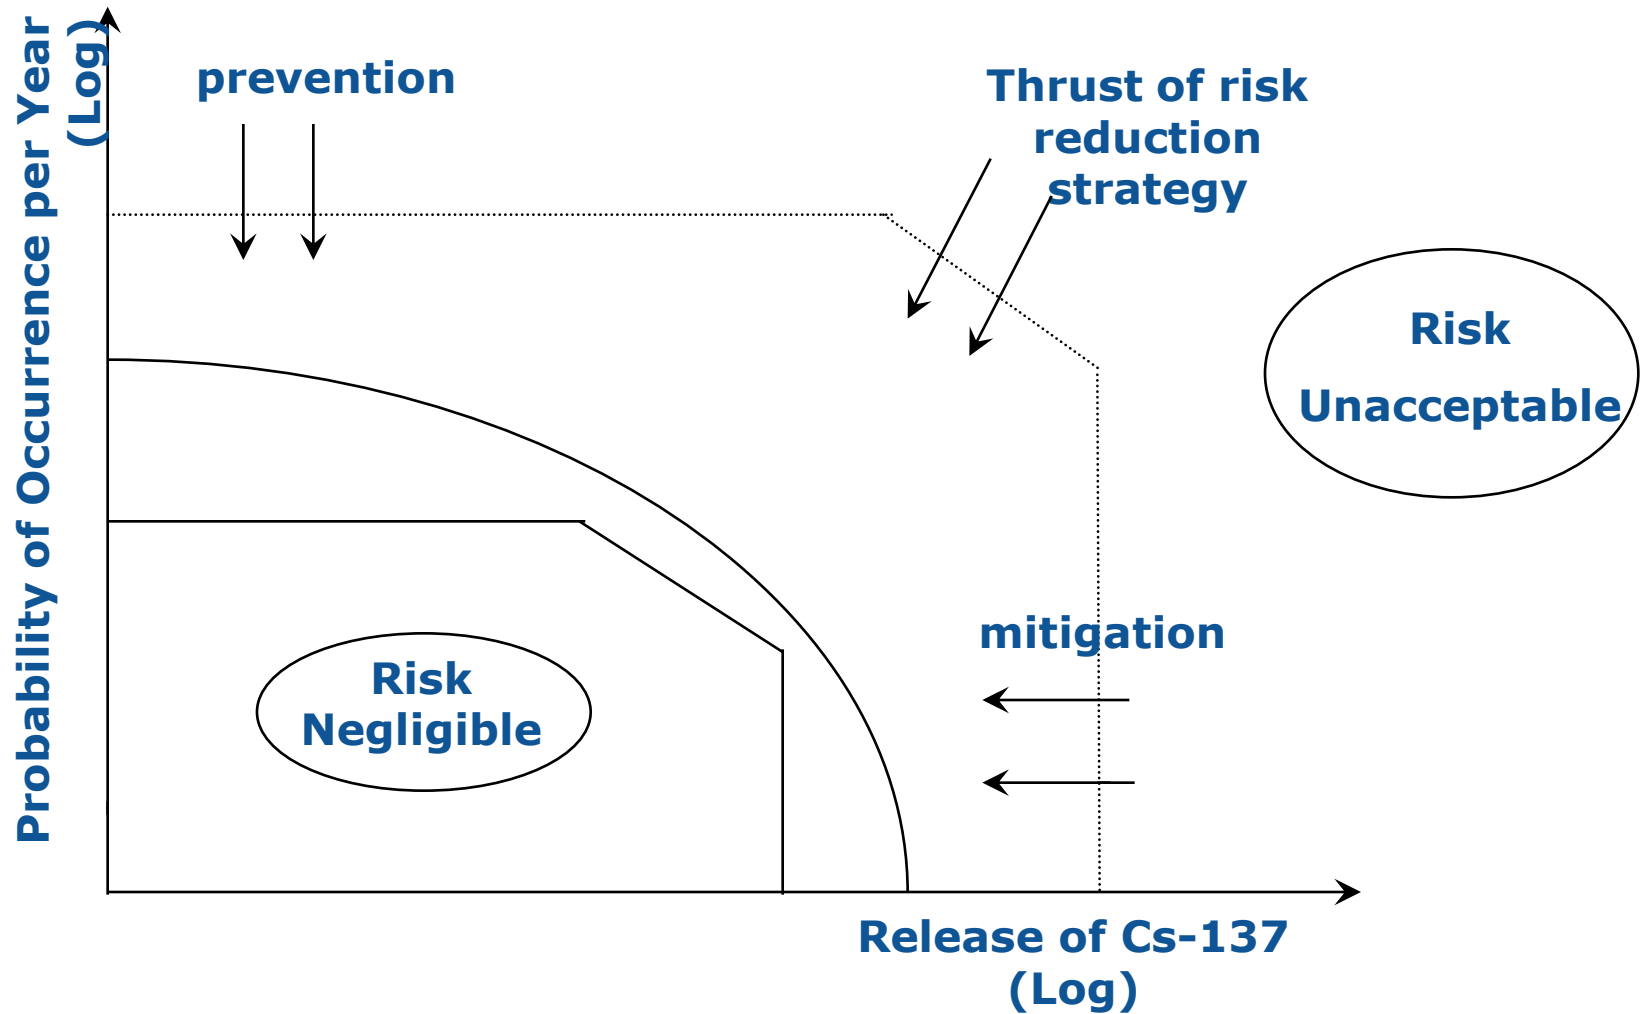 Probability of Occurrence per Year
(Log)
prevention
Thrust of risk
reduction
strategy
Risk
Unacceptable
mitigation
Risk
Negligible
Release of Cs-137
(Log)